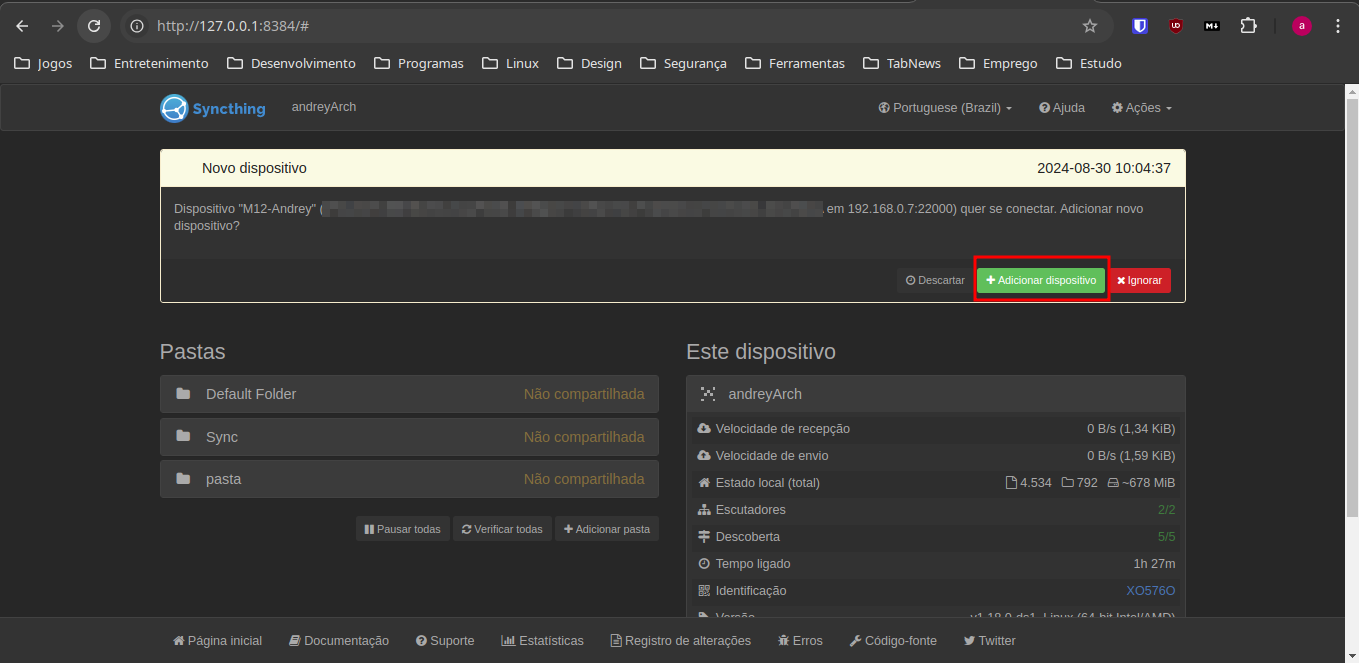 http://127.0.0.1:8384/#
a
Jogos Entretenimento Desenvolvimento Programas Linux Design Segurança Ferramentas TabNews Emprego Estudo
Syncthing andreyArch Portuguese (Brazil) Ajuda Ações
Novo dispositivo 2024-08-30 10:04:37
Dispositivo "M12-Andrey" ( em 192.168.0.7:22000) quer se conectar. Adicionar novo
dispositivo?
Descartar Adicionar dispositivo Ignorar
Pastas
Default Folder Não compartilhada
Sync Não compartilhada
pasta Não compartilhada
Pausar todas Verificar todas Adicionar pasta
Este dispositivo
andreyArch
Velocidade de recepção 0 B/s (1,34 KiB)
Velocidade de envio 0 B/s (1,59 KiB)
Estado local (total) 4.534 792 ~678 MiB
Escutadores 2/2
Descoberta 5/5
Tempo ligado 1h 27m
Identificação XO576O
Página inicial Documentação Suporte Estatísticas Registro de alterações Erros Código-fonte Twitter